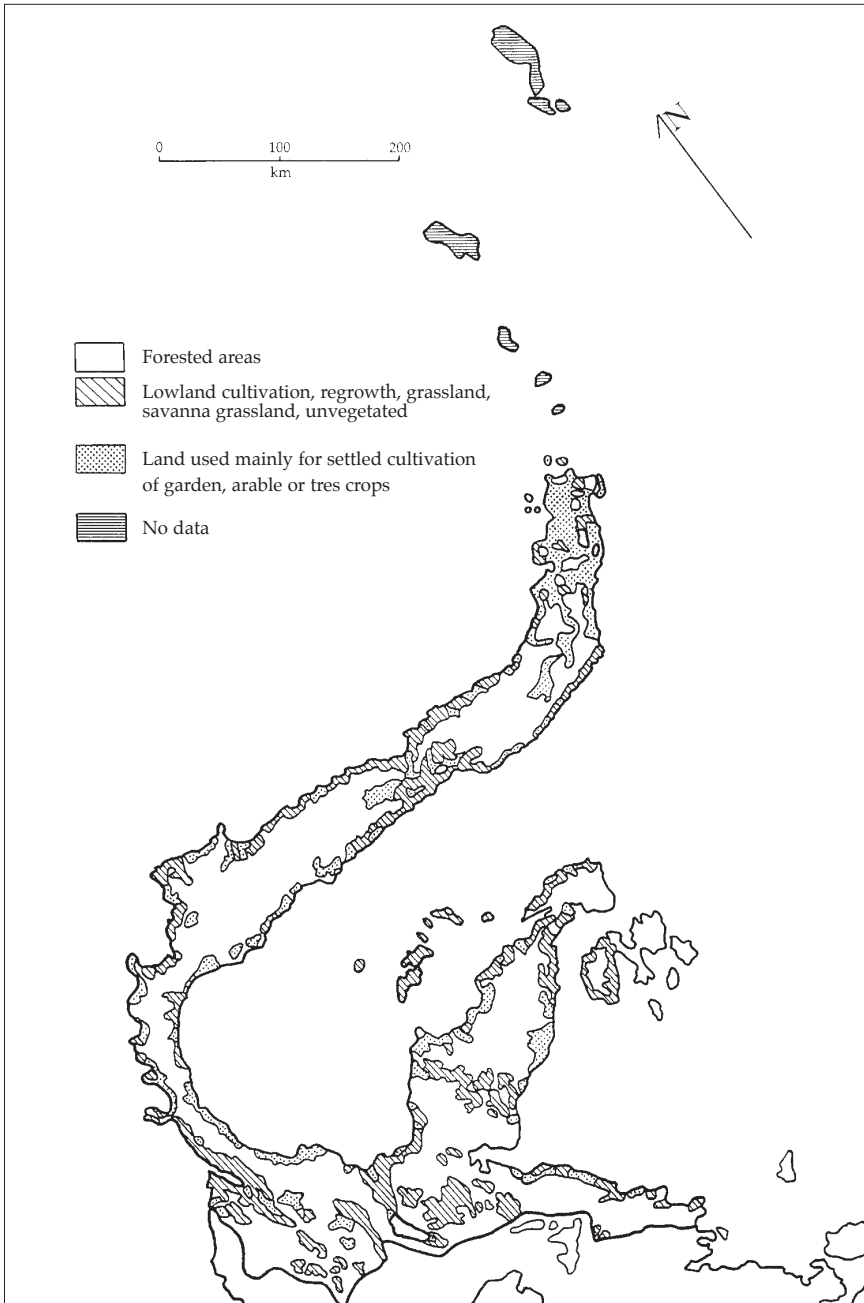 N
0 100 200
km
Forested areas
Lowland cultivation, regrowth, grassland,
savanna grassland, unvegetated
Land used mainly for settled cultivation
of garden, arable or tres crops
No data